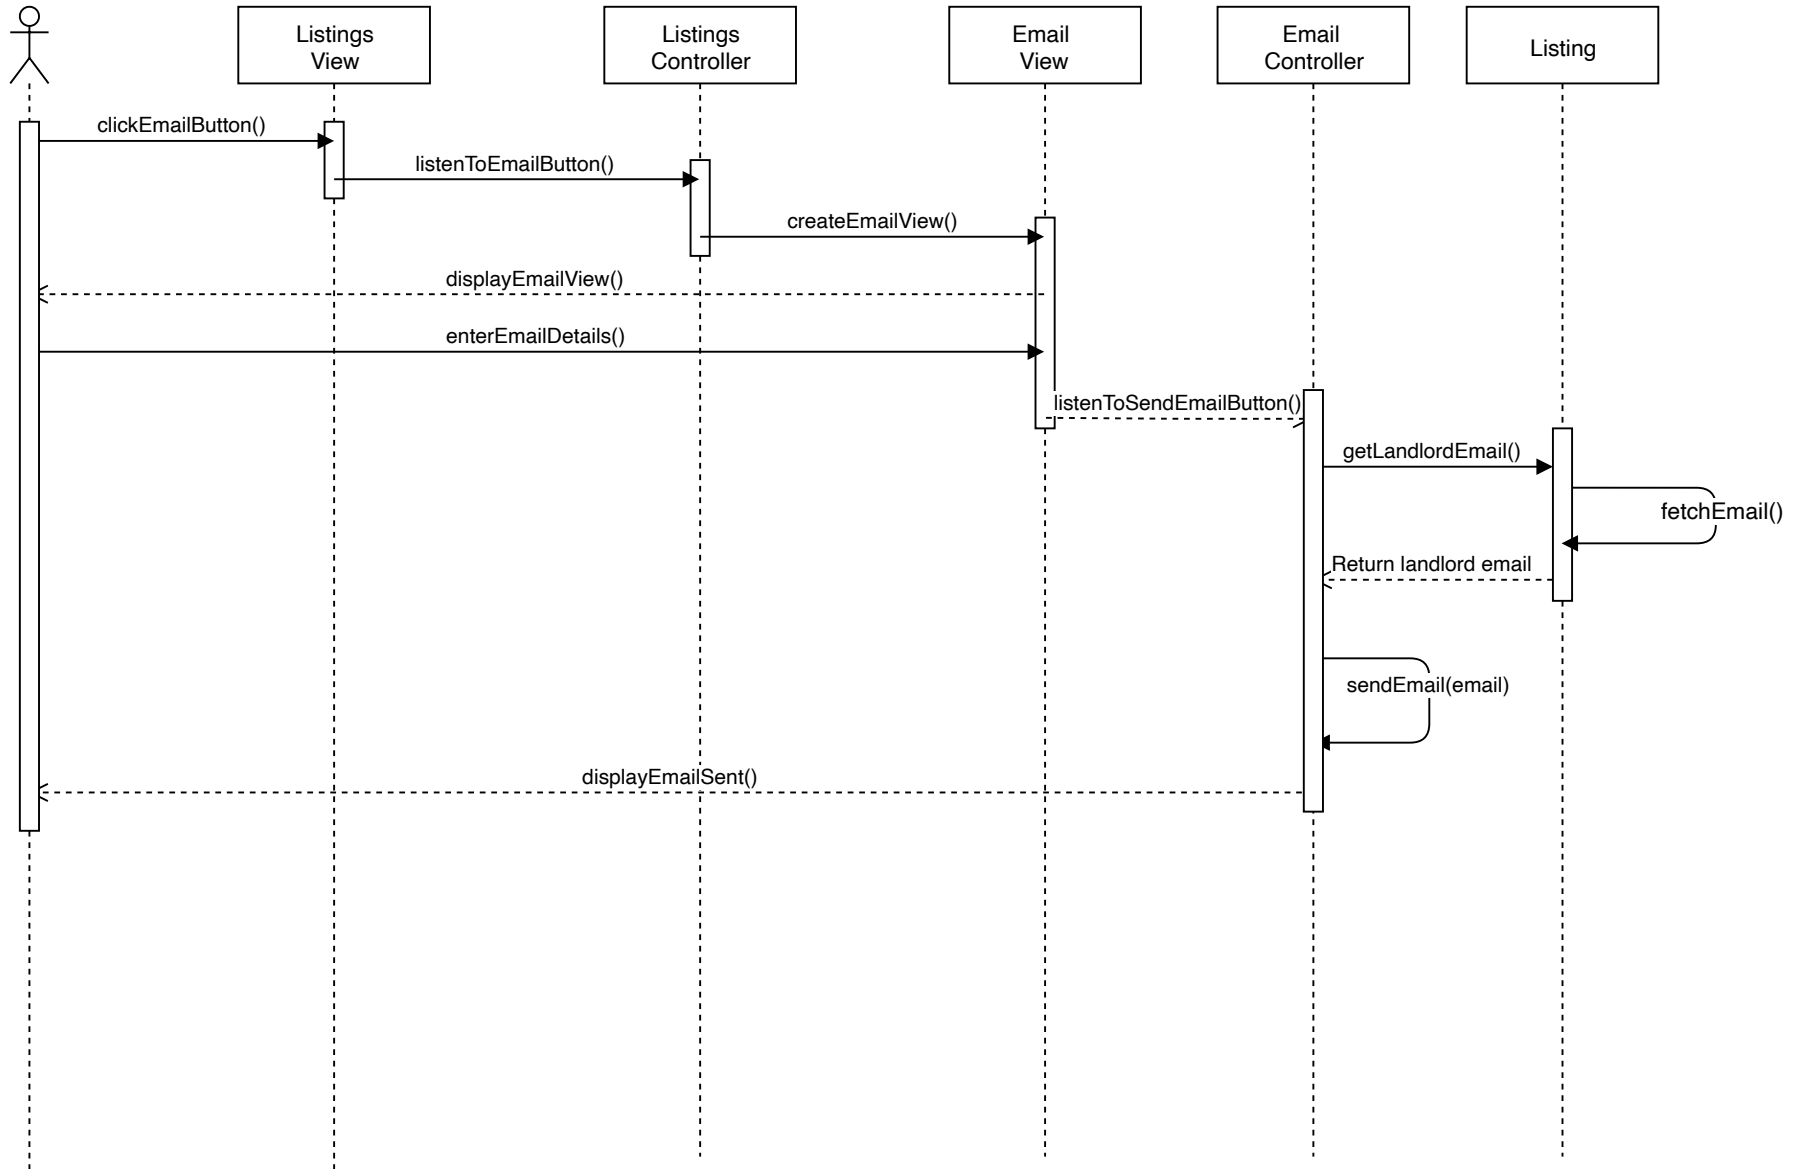 Listings
View
Listings
Controller
Email
View
Email
Controller
Listing
clickEmailButton()
listenToEmailButton()
createEmailView()
displayEmailView()
enterEmailDetails()
listenToSendEmailButton()
getLandlordEmail()
fetchEmail()
Return landlord email
sendEmail(email)
displayEmailSent()